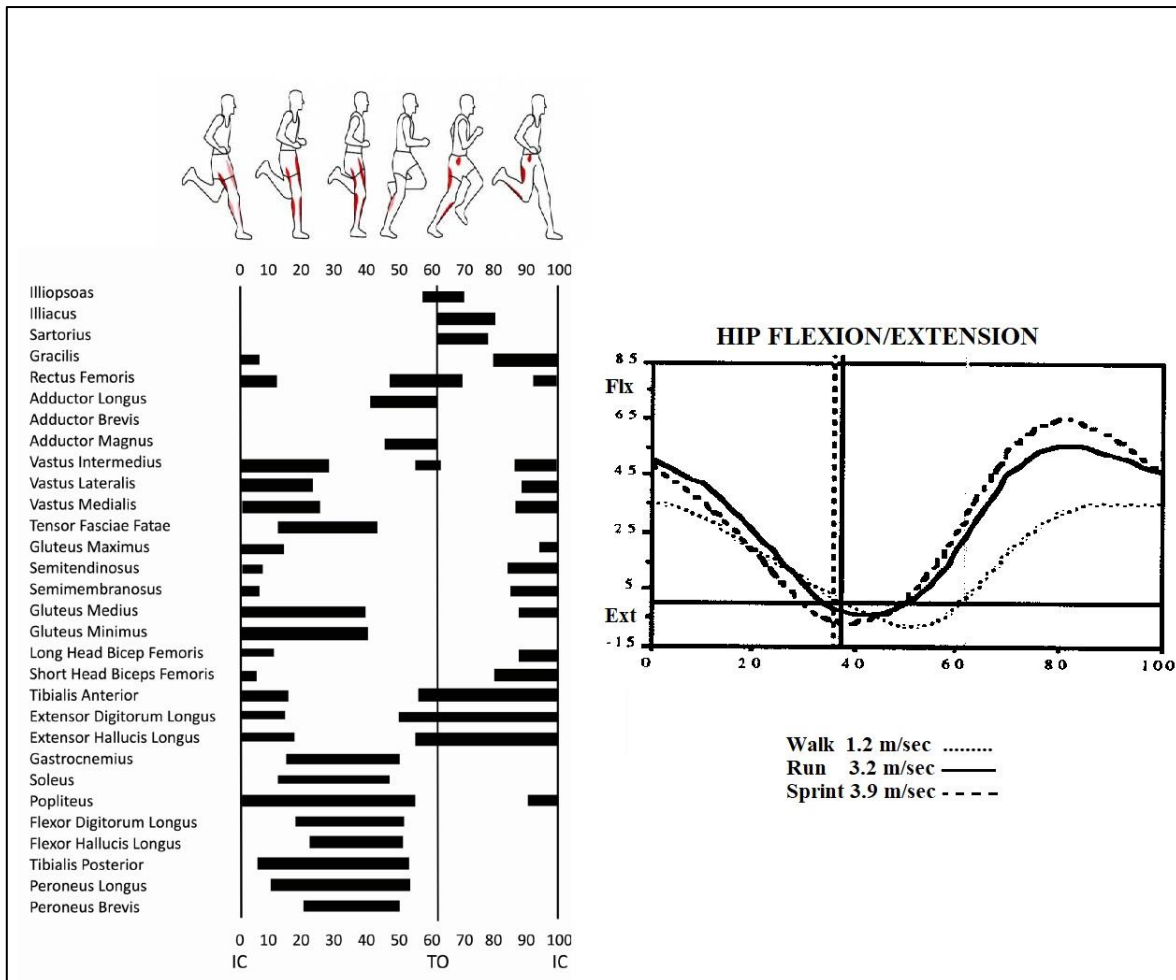 0 10 20 30 40 50 60 70 80 90 100
Illiopsoas
Illiacus
Sartorius
Gracilis
Rectus Femoris
Adductor Longus
Adductor Brevis
Adductor Magnus
Vastus Intermedius
Vastus Lateralis
Vastus Medialis
Tensor Fasciae Fatae
Gluteus Maximus
Semitendinosus
Semimembranosus
Gluteus Medius
Gluteus Minimus
Long Head Bicep Femoris
Short Head Biceps Femoris
Tibialis Anterior
Extensor Digitorum Longus
Extensor Hallucis Longus
Gastrocnemius
Soleus
Popliteus
Flexor Digitorum Longus
Flexor Hallucis Longus
Tibialis Posterior
Peroneus Longus
Peroneus Brevis
0 10 20 30 40 50 60 70 80 90 100
IC TO IC
HIP FLEXION/EXTENSION
85
Flx
65
45
25
5
Ext
-15
0 20 40 60 80 100
Walk 1.2 m/sec ..........
Run 3.2 m/sec ———
Sprint 3.9 m/sec - - - -